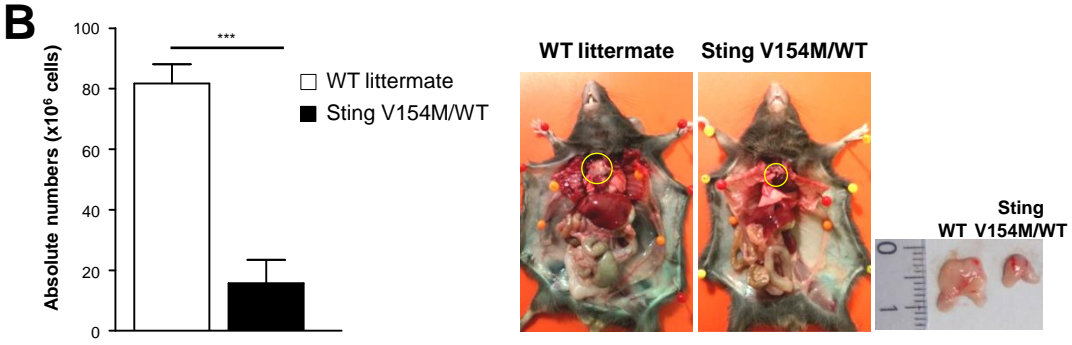 B
Absolute numbers (x10⁶ cells)
100
80
60
40
20
0
***
WT littermate
Sting V154M/WT
WT littermate
Sting V154M/WT
WT
Sting
V154M/WT
0
1